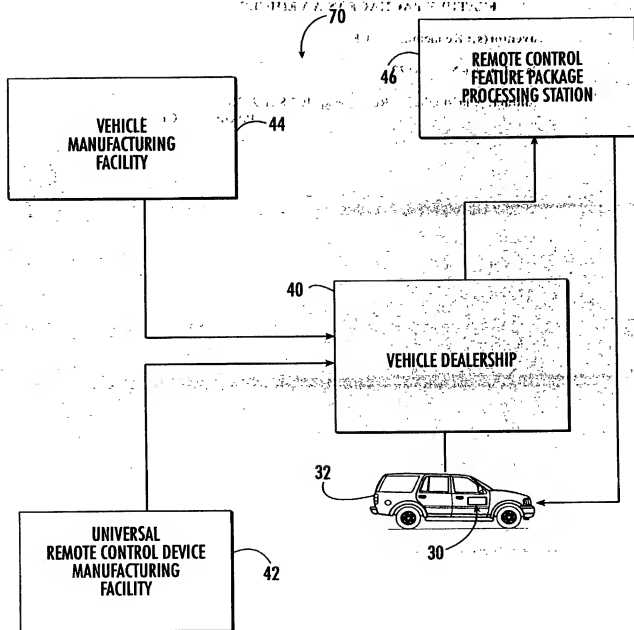 70
46
REMOTE CONTROL
FEATURE PACKAGE
PROCESSING STATION
VEHICLE
MANUFACTURING
FACILITY
44
40
VEHICLE DEALERSHIP
32
30
UNIVERSAL
REMOTE CONTROL DEVICE
MANUFACTURING
FACILITY
42